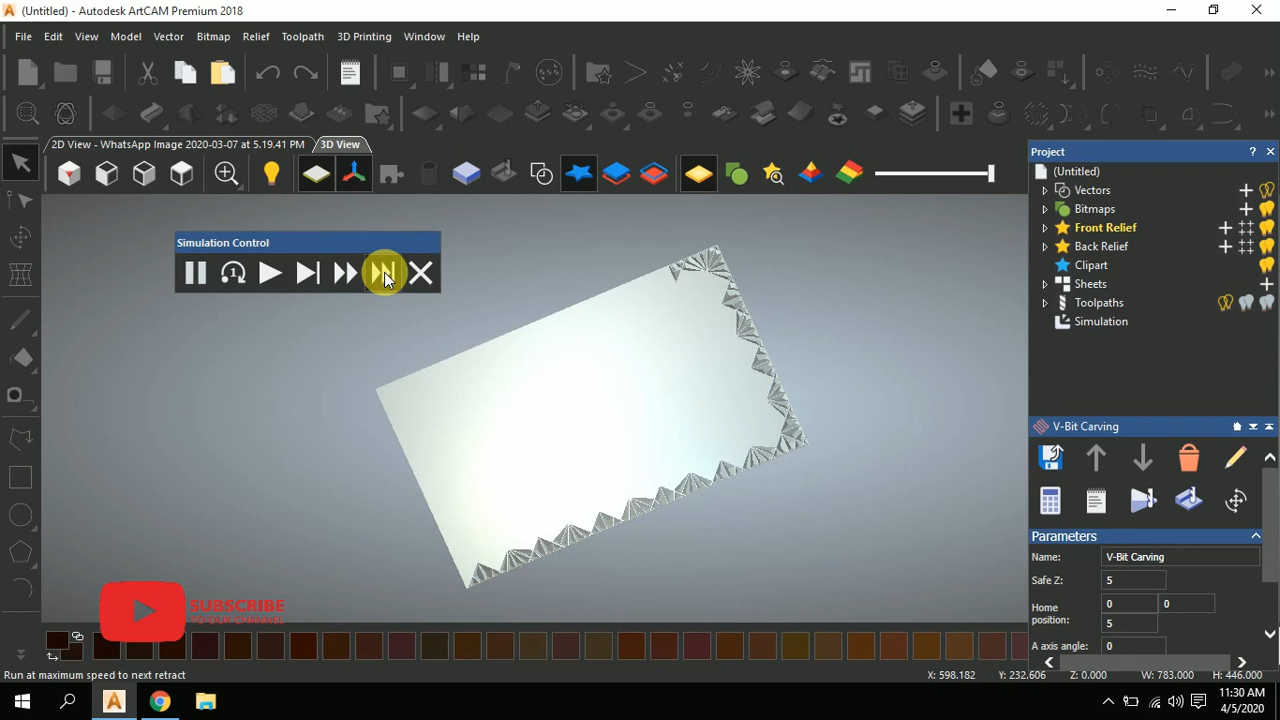 (Untitled) - Autodesk ArtCAM Premium 2018
File Edit View Model Vector Bitmap Relief Toolpath 3D Printing Window Help
2D View - WhatsApp Image 2020-03-07 at 5.19.41 PM 3D View
Simulation Control
1
Project
?
(Untitled)
Vectors
Bitmaps
Front Relief
Back Relief
Clipart
Sheets
Toolpaths
Simulation
V-Bit Carving
Parameters
Name: V-Bit Carving
Safe Z: 5
Home position: 0 0
5
A axis angle: 0
SUBSCRIBE
TO OUR CHANNEL
Run at maximum speed to next retract X: 598.182 Y: 232.606 Z: 0.000 W: 783.000 H: 446.000
11:30 AM
4/5/2020